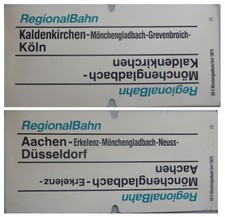 RegionalBahn
Kaldenkirchen-Mönchengladbach-Grevenbroich-
Köln
Mönchengladbach-
Kaldenkirchen
RegionalBahn
RegionalBahn
Aachen-Erkelenz-Mönchengladbach-Neuss-
Düsseldorf
Mönchengladbach-Erkelenz-
Aachen
RegionalBahn